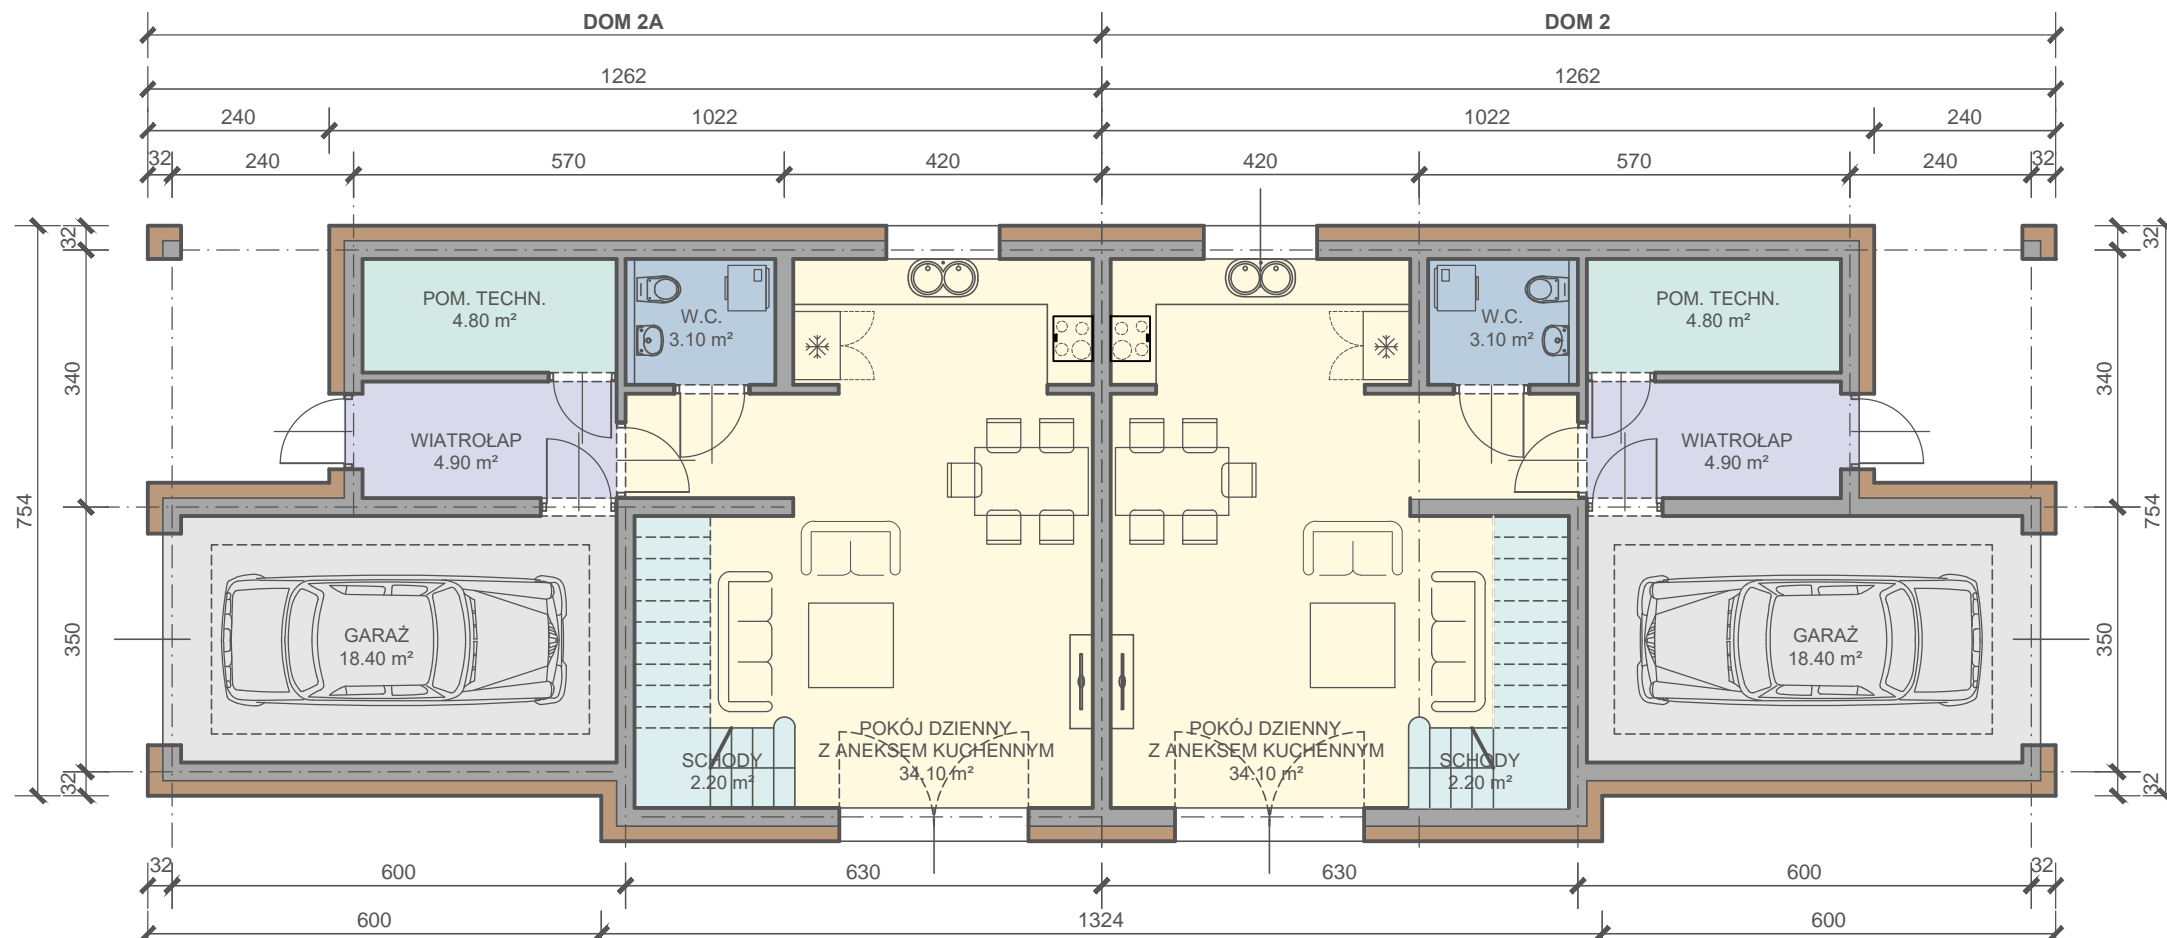 DOM 2A DOM 2
1262 1262
240 1022 1022 240
32 240 570 420 420 570 240 32
32 32
POM. TECHN. POM. TECHN.
4.80 m² 4.80 m²
W.C. W.C.
3.10 m² 3.10 m²
340 340
WIATROŁAP WIATROŁAP
4.90 m² 4.90 m²
754 754
GARAŻ GARAŻ
18.40 m² 18.40 m²
350 350
POKÓJ DZIENNY POKÓJ DZIENNY
Z ANEKSEM KUCHENNYM Z ANEKSEM KUCHENNYM
34.10 m² 34.10 m²
SCHODY SCHODY
2.20 m² 2.20 m²
32 32
32 600 630 630 600 32
600 1324 600